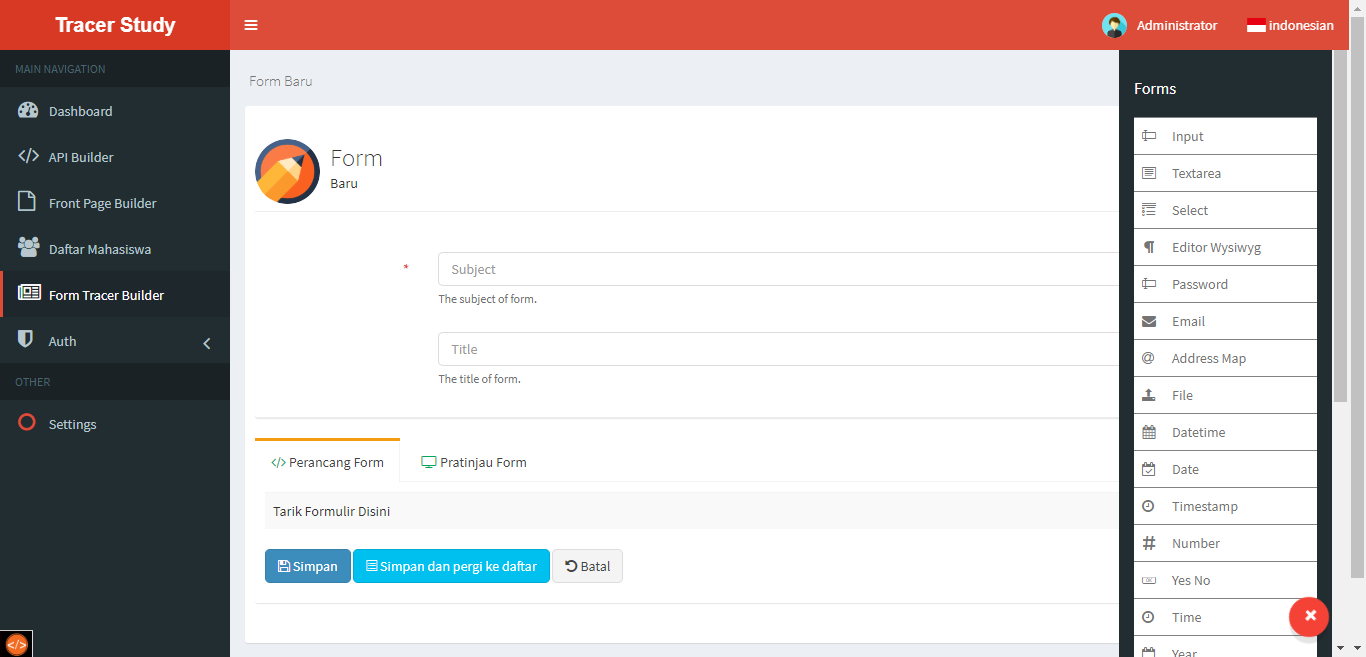 Tracer Study
Administrator
indonesian
MAIN NAVIGATION
Dashboard
API Builder
Front Page Builder
Daftar Mahasiswa
Form Tracer Builder
Auth
OTHER
Settings
Form Baru
Form
Baru
*
Subject
The subject of form.
Title
The title of form.
</> Perancang Form
Pratinjau Form
Tarik Formulir Disini
Simpan
Simpan dan pergi ke daftar
Batal
Forms
Input
Textarea
Select
Editor Wysiwyg
Password
Email
Address Map
File
Datetime
Date
Timestamp
Number
Yes No
Time
Year